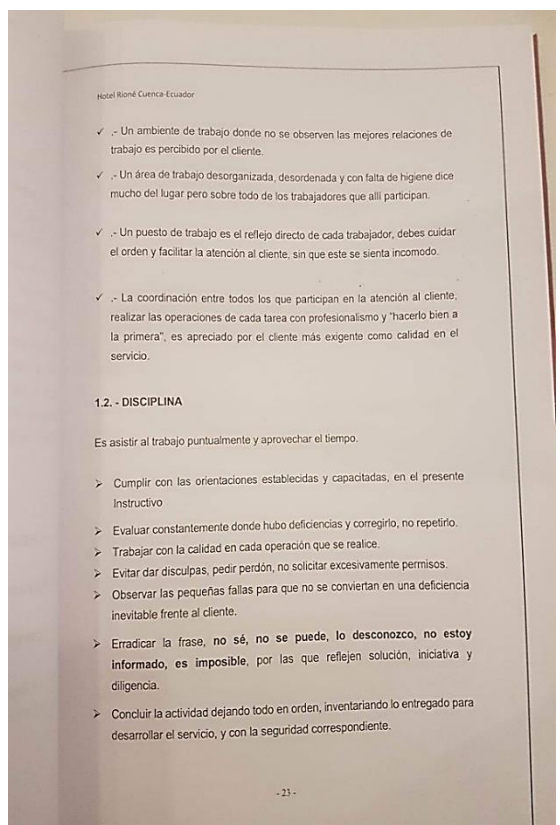 Hotel Rioné Cuenca-Ecuador
✓ .- Un ambiente de trabajo donde no se observen las mejores relaciones de
trabajo es percibido por el cliente.
✓ .- Un área de trabajo desorganizada, desordenada y con falta de higiene dice
mucho del lugar pero sobre todo de los trabajadores que allí participan.
✓ .- Un puesto de trabajo es el reflejo directo de cada trabajador, debes cuidar
el orden y facilitar la atención al cliente, sin que este se sienta incomodo.
✓ .- La coordinación entre todos los que participan en la atención al cliente,
realizar las operaciones de cada tarea con profesionalismo y "hacerlo bien a
la primera", es apreciado por el cliente más exigente como calidad en el
servicio.
1.2. - DISCIPLINA
Es asistir al trabajo puntualmente y aprovechar el tiempo.
➢ Cumplir con las orientaciones establecidas y capacitadas, en el presente
Instructivo
➢ Evaluar constantemente donde hubo deficiencias y corregirlo, no repetirlo.
➢ Trabajar con la calidad en cada operación que se realice.
➢ Evitar dar disculpas, pedir perdón, no solicitar excesivamente permisos.
➢ Observar las pequeñas fallas para que no se conviertan en una deficiencia
inevitable frente al cliente.
➢ Erradicar la frase, no sé, no se puede, lo desconozco, no estoy
informado, es imposible, por las que reflejen solución, iniciativa y
diligencia.
➢ Concluir la actividad dejando todo en orden, inventariando lo entregado para
desarrollar el servicio, y con la seguridad correspondiente.
- 23 -